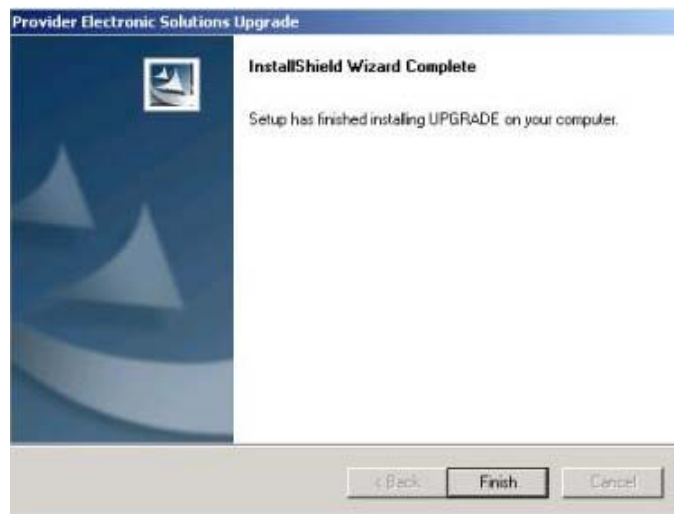 Provider Electronic Solutions Upgrade
InstallShield Wizard Complete
Setup has finished installing UPGRADE on your computer.
< Back
Finish
Cancel